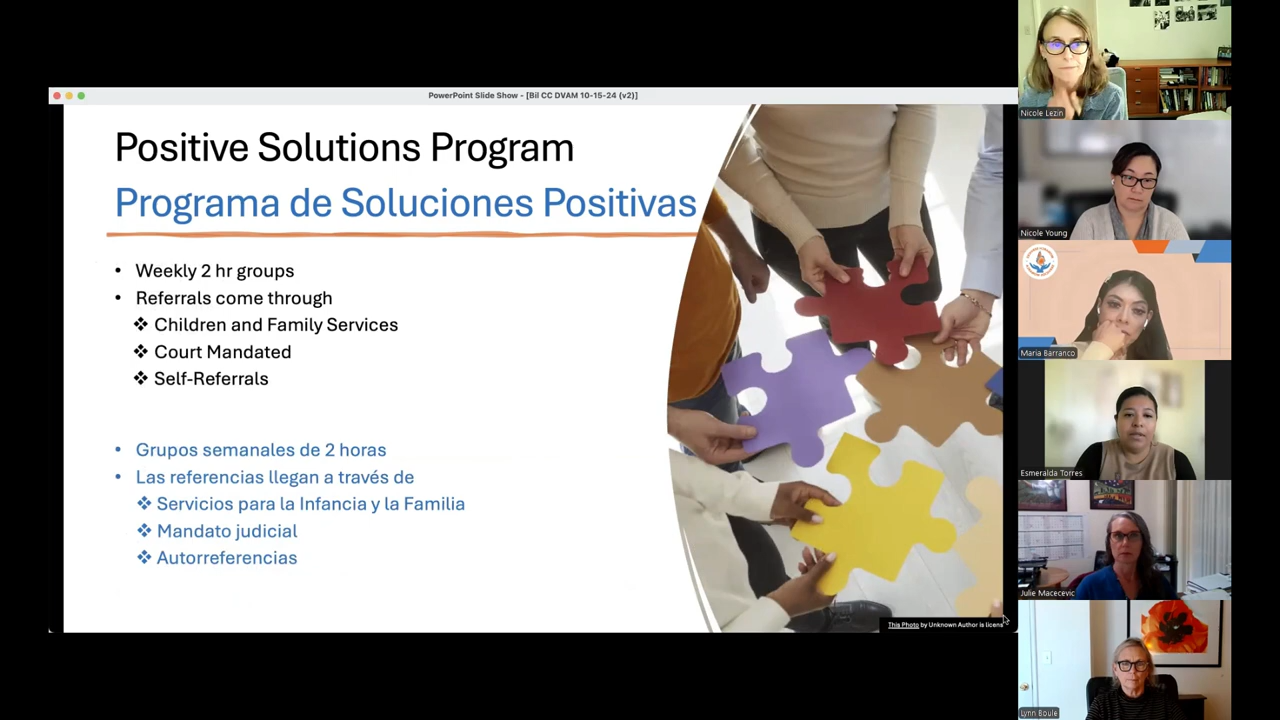 PowerPoint Slide Show - [Bil CC DVAM 10-15-24 (v2)]
Positive Solutions Program
Programa de Soluciones Positivas
• Weekly 2 hr groups
• Referrals come through
❖ Children and Family Services
❖ Court Mandated
❖ Self-Referrals
• Grupos semanales de 2 horas
• Las referencias llegan a través de
❖ Servicios para la Infancia y la Familia
❖ Mandato judicial
❖ Autorreferencias
This Photo by Unknown Author is licens
Nicole Lezin
Nicole Young
Maria Barranco
Esmeralda Torres
Julie Macecevic
Lynn Boule